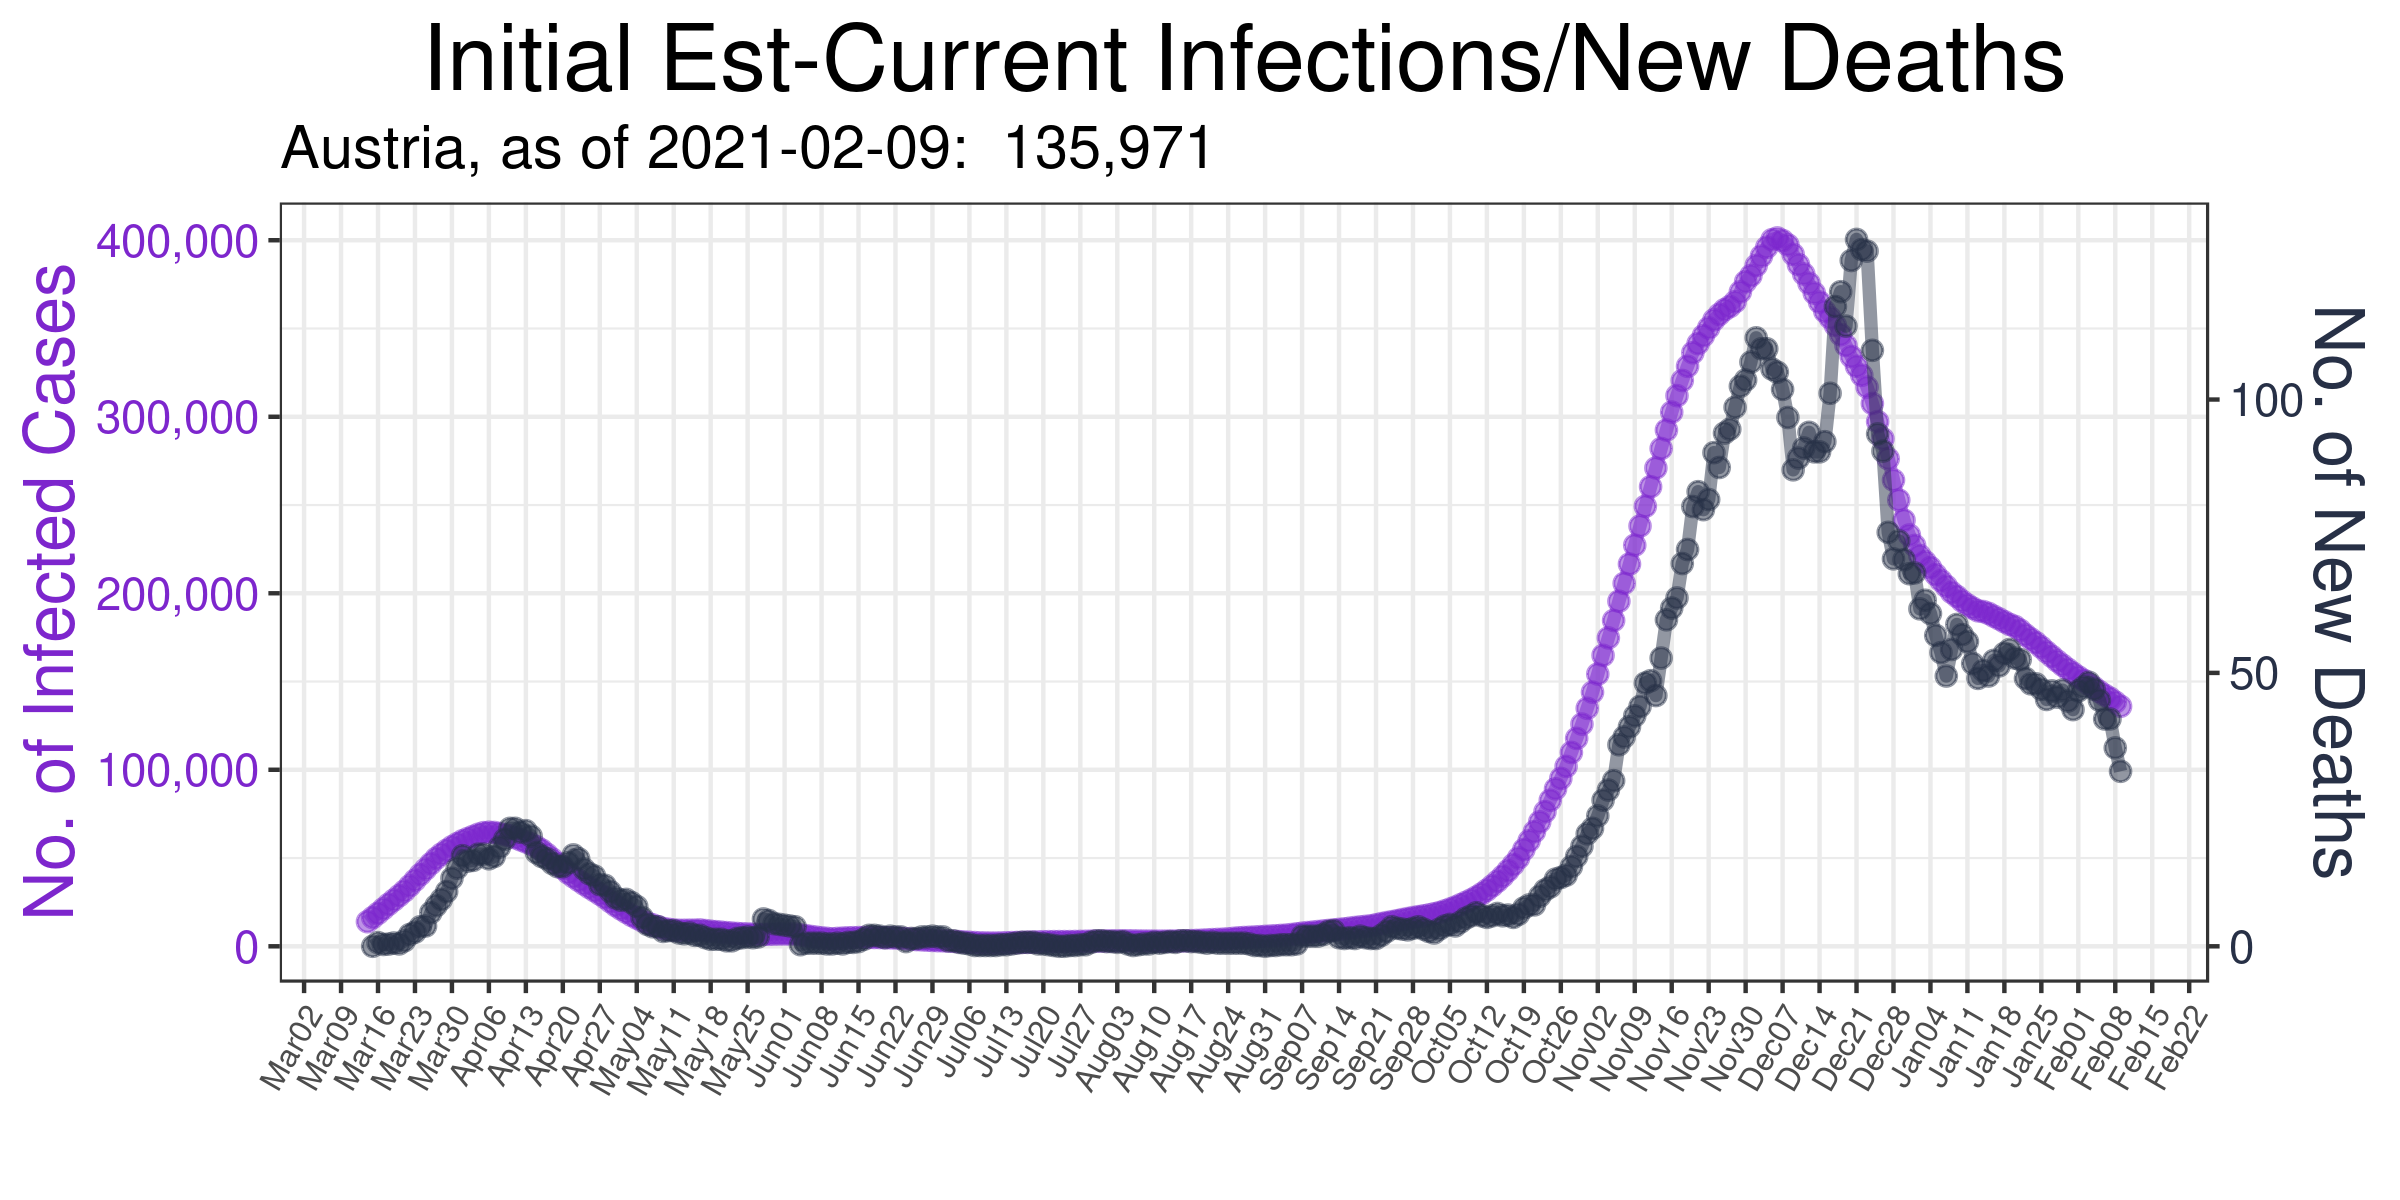 Initial Est-Current Infections/New Deaths
Austria, as of 2021-02-09:  135,971
No. of Infected Cases
400,000
300,000
200,000
100,000
0
100
50
0
No. of New Deaths
Mar02 Mar09 Mar16 Mar23 Mar30 Apr06 Apr13 Apr20 Apr27 May04 May11 May18 May25 Jun01 Jun08 Jun15 Jun22 Jun29 Jul06 Jul13 Jul20 Jul27 Aug03 Aug10 Aug17 Aug24 Aug31 Sep07 Sep14 Sep21 Sep28 Oct05 Oct12 Oct19 Oct26 Nov02 Nov09 Nov16 Nov23 Nov30 Dec07 Dec14 Dec21 Dec28 Jan04 Jan11 Jan18 Jan25 Feb01 Feb08 Feb15 Feb22